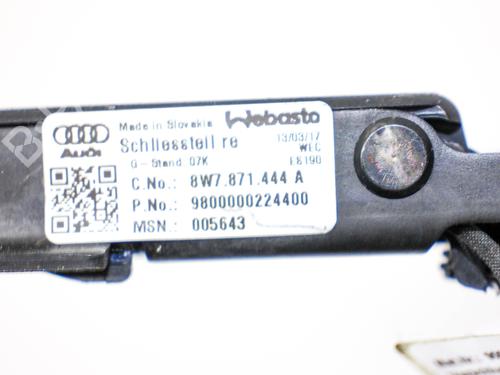 Made in Slovakia Webasto
Audi Schliessteil re 13/03/17
G-Stand 07K WEC
E8190
C.No.: 8W7.871.444 A
P.No.: 9800000224400
MSN.: 005643